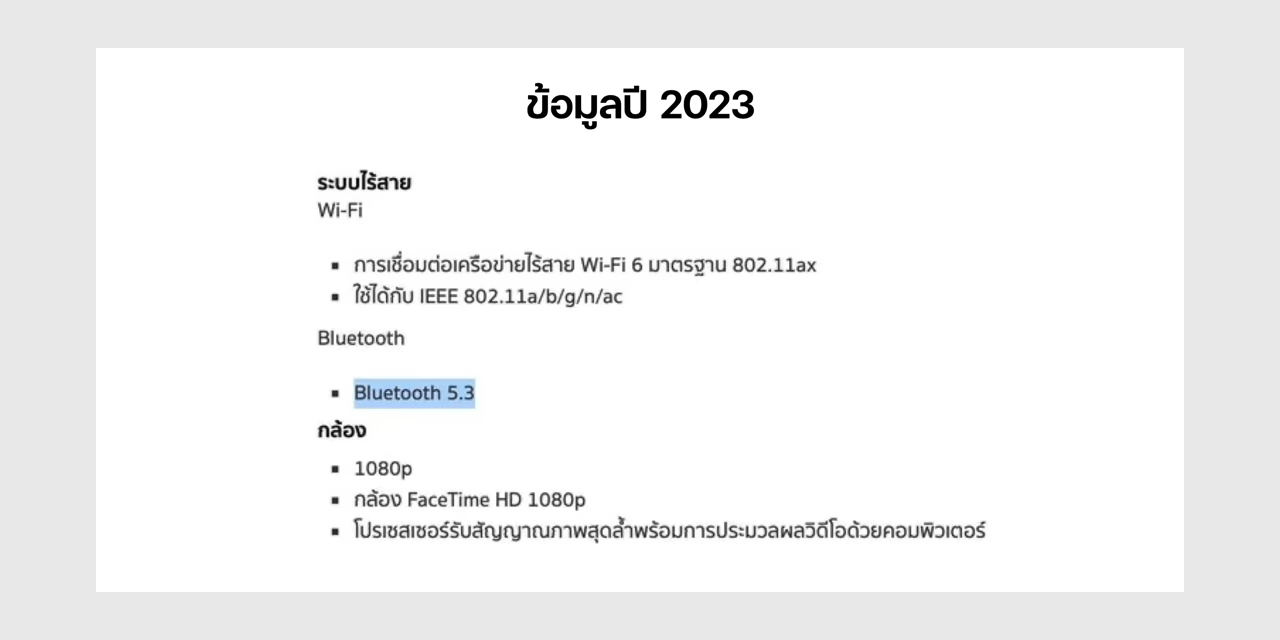 ข้อมูลปี 2023
ระบบไร้สาย
Wi-Fi
▪ การเชื่อมต่อเครือข่ายไร้สาย Wi-Fi 6 มาตรฐาน 802.11ax
▪ ใช้ได้กับ IEEE 802.11a/b/g/n/ac
Bluetooth
▪ Bluetooth 5.3
กล้อง
▪ 1080p
▪ กล้อง FaceTime HD 1080p
▪ โปรเซสเซอร์รับสัญญาณภาพสุดล้ำพร้อมการประมวลผลวิดีโอด้วยคอมพิวเตอร์